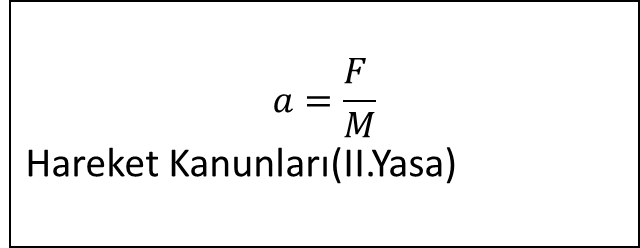 a = F/M
Hareket Kanunları(II.Yasa)